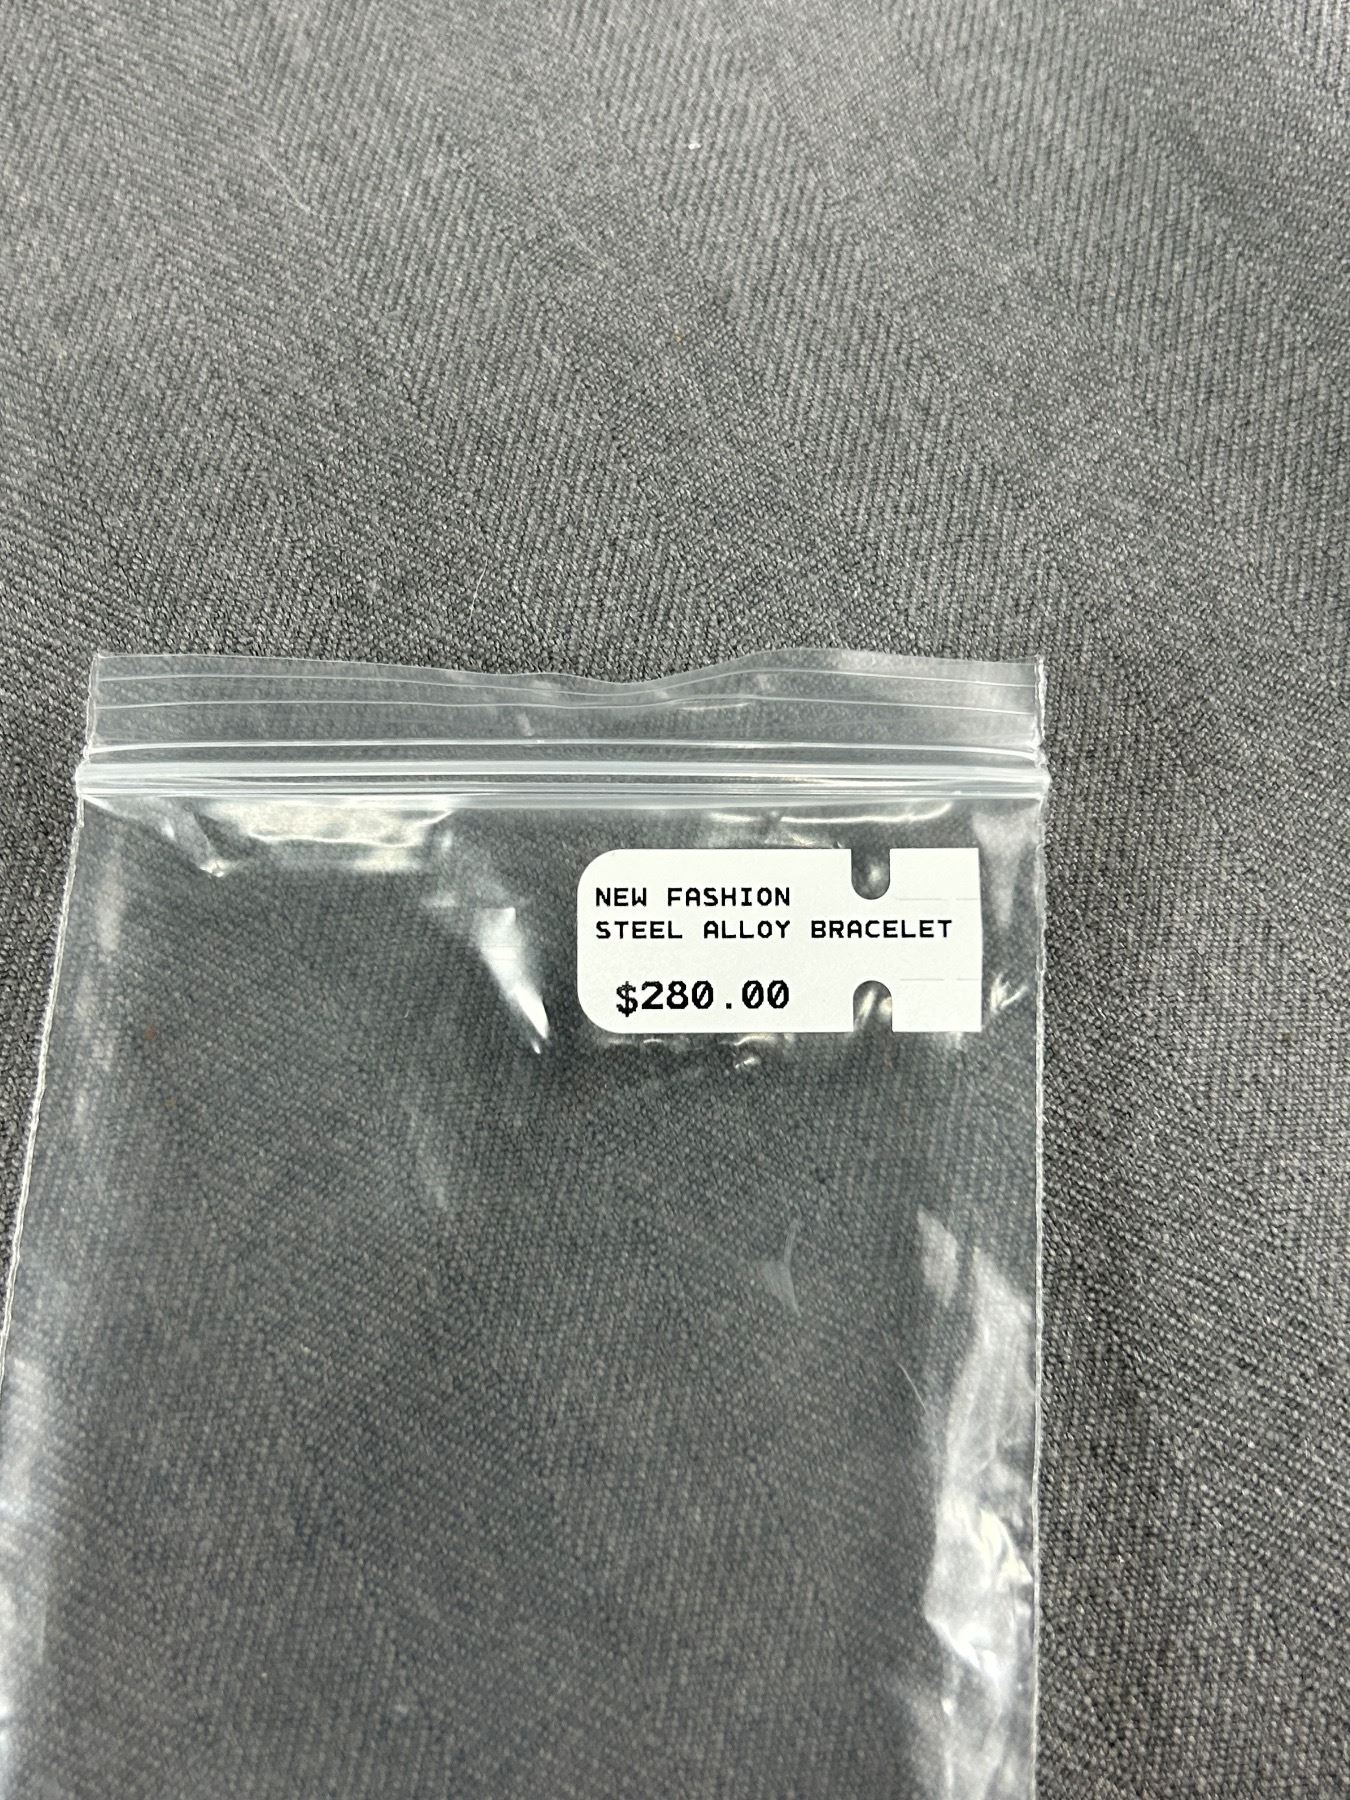 NEW FASHION
STEEL ALLOY BRACELET
$280.00